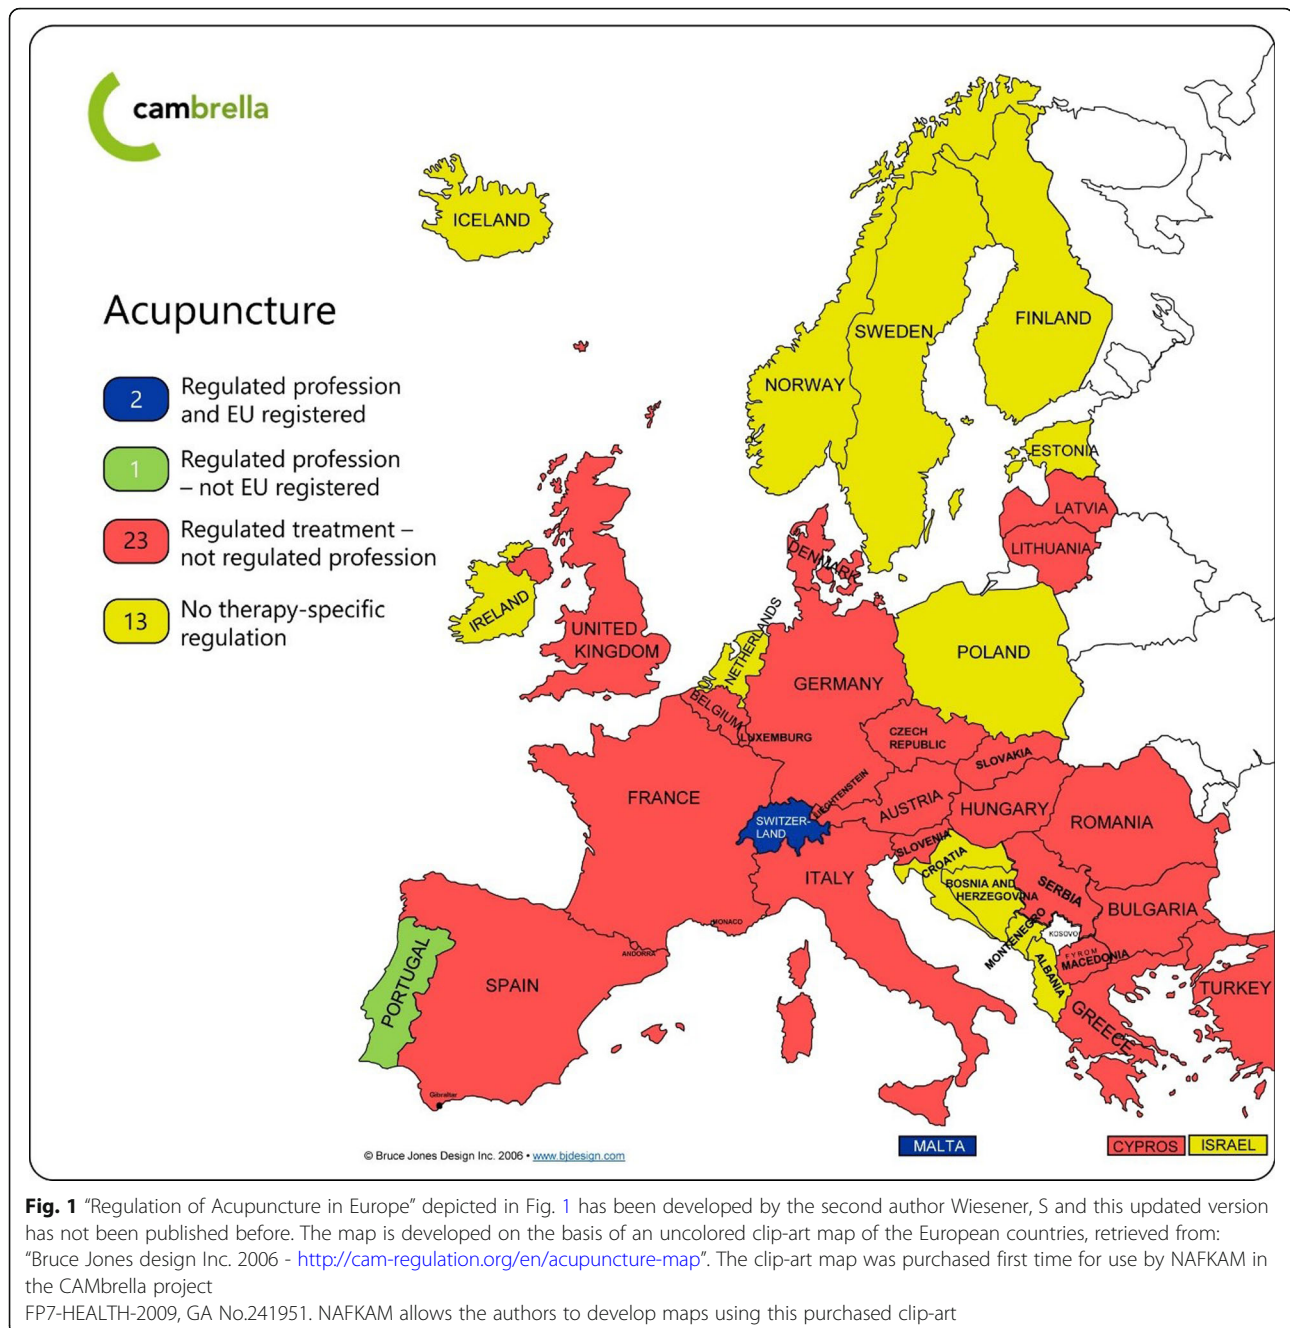 cambrella
ICELAND
Acupuncture
2 Regulated profession
and EU registered
1 Regulated profession
– not EU registered
23 Regulated treatment –
not regulated profession
13 No therapy-specific
regulation
FINLAND
SWEDEN
NORWAY
ESTONIA
LATVIA
LITHUANIA
DENMARK
IRELAND
UNITED
KINGDOM
NETHERLANDS
POLAND
GERMANY
BELGIUM
LUXEMBURG
CZECH
REPUBLIC
SLOVAKIA
LIECHTENSTEIN
FRANCE
AUSTRIA
HUNGARY
ROMANIA
SWITZER-
LAND
SLOVENIA
CROATIA
ITALY
BOSNIA AND
HERZEGOVINA
SERBIA
BULGARIA
MONACO
MONTENEGRO
KOSOVO
ANDORRA
FYROM
MACEDONIA
ALBANIA
PORTUGAL
SPAIN
TURKEY
GREECE
Gibraltar
MALTA
CYPROS
ISRAEL
© Bruce Jones Design Inc. 2006 • www.bjdesign.com
Fig. 1 “Regulation of Acupuncture in Europe” depicted in Fig. 1 has been developed by the second author Wiesener, S and this updated version
has not been published before. The map is developed on the basis of an uncolored clip-art map of the European countries, retrieved from:
“Bruce Jones design Inc. 2006 - http://cam-regulation.org/en/acupuncture-map”. The clip-art map was purchased first time for use by NAFKAM in
the CAMbrella project
FP7-HEALTH-2009, GA No.241951. NAFKAM allows the authors to develop maps using this purchased clip-art